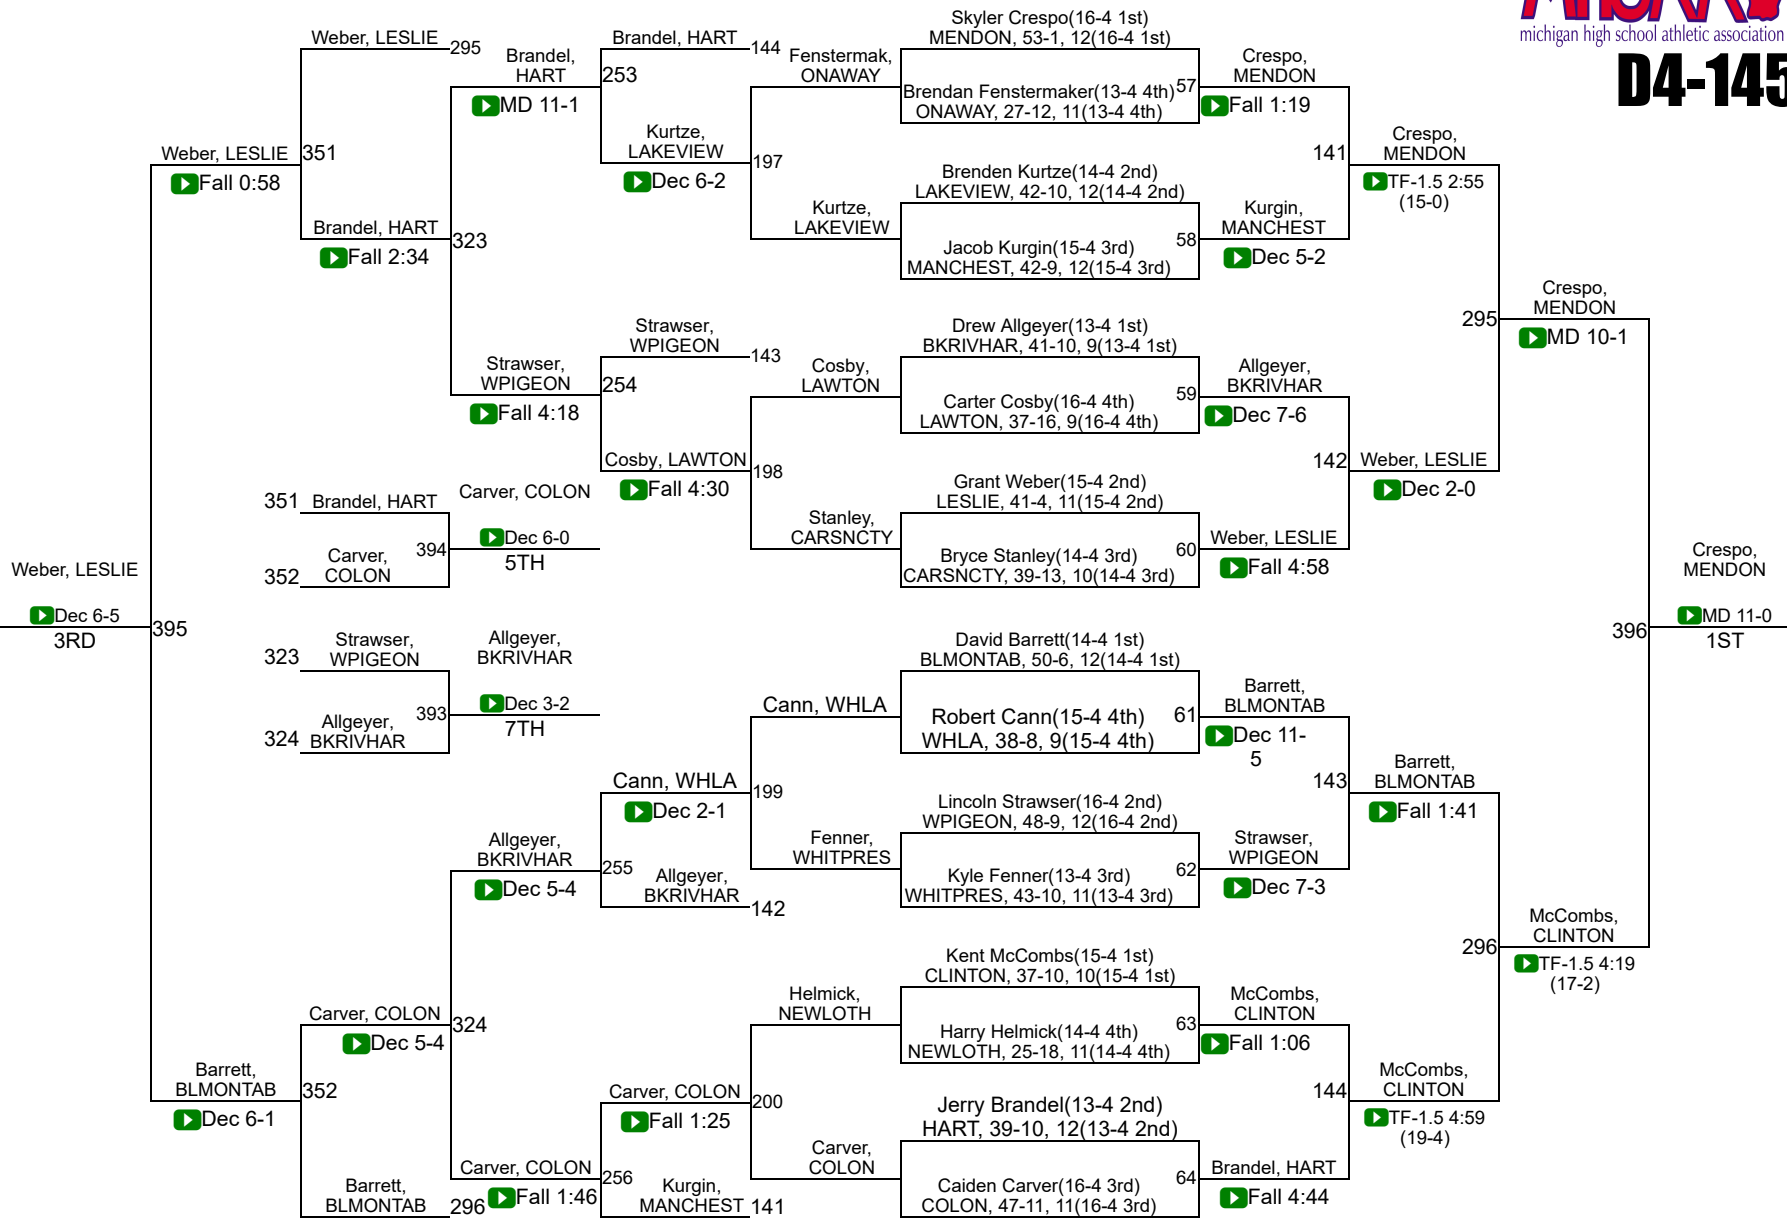 michigan high school athletic association
D4-145
Weber, LESLIE
295
Brandel,
HART
MD 11-1
Brandel, HART
144
253
Fenstermak,
ONAWAY
Skyler Crespo(16-4 1st)
MENDON, 53-1, 12(16-4 1st)
Brendan Fenstermaker(13-4 4th)
ONAWAY, 27-12, 11(13-4 4th)
57
Crespo,
MENDON
Fall 1:19
Weber, LESLIE
Fall 0:58
351
Kurtze,
LAKEVIEW
Dec 6-2
197
Brenden Kurtze(14-4 2nd)
LAKEVIEW, 42-10, 12(14-4 2nd)
141
Crespo,
MENDON
TF-1.5 2:55
(15-0)
Brandel, HART
Fall 2:34
323
Kurtze,
LAKEVIEW
Jacob Kurgin(15-4 3rd)
MANCHEST, 42-9, 12(15-4 3rd)
58
Kurgin,
MANCHEST
Dec 5-2
Crespo,
MENDON
MD 10-1
295
Strawser,
WPIGEON
143
Drew Allgeyer(13-4 1st)
BKRIVHAR, 41-10, 9(13-4 1st)
Strawser,
WPIGEON
Fall 4:18
254
Cosby,
LAWTON
Carter Cosby(16-4 4th)
LAWTON, 37-16, 9(16-4 4th)
59
Allgeyer,
BKRIVHAR
Dec 7-6
Cosby, LAWTON
Fall 4:30
198
Grant Weber(15-4 2nd)
LESLIE, 41-4, 11(15-4 2nd)
142
Weber, LESLIE
Dec 2-0
351
Brandel, HART
Carver, COLON
394
Dec 6-0
5TH
352
Carver,
COLON
Stanley,
CARSNCTY
Bryce Stanley(14-4 3rd)
CARSNCTY, 39-13, 10(14-4 3rd)
60
Weber, LESLIE
Fall 4:58
Weber, LESLIE
Dec 6-5
3RD
395
Crespo,
MENDON
396
MD 11-0
1ST
323
Strawser,
WPIGEON
Allgeyer,
BKRIVHAR
393
Dec 3-2
7TH
324
Allgeyer,
BKRIVHAR
David Barrett(14-4 1st)
BLMONTAB, 50-6, 12(14-4 1st)
Cann, WHLA
Robert Cann(15-4 4th)
WHLA, 38-8, 9(15-4 4th)
61
Barrett,
BLMONTAB
Dec 11-
5
Cann, WHLA
Dec 2-1
199
Lincoln Strawser(16-4 2nd)
WPIGEON, 48-9, 12(16-4 2nd)
143
Barrett,
BLMONTAB
Fall 1:41
Allgeyer,
BKRIVHAR
Dec 5-4
255
Allgeyer,
BKRIVHAR
142
Fenner,
WHITPRES
Kyle Fenner(13-4 3rd)
WHITPRES, 43-10, 11(13-4 3rd)
62
Strawser,
WPIGEON
Dec 7-3
296
McCombs,
CLINTON
TF-1.5 4:19
(17-2)
Carver, COLON
Dec 5-4
324
Helmick,
NEWLOTH
Kent McCombs(15-4 1st)
CLINTON, 37-10, 10(15-4 1st)
Harry Helmick(14-4 4th)
NEWLOTH, 25-18, 11(14-4 4th)
63
McCombs,
CLINTON
Fall 1:06
Barrett,
BLMONTAB
Dec 6-1
352
Carver, COLON
Fall 1:25
200
Jerry Brandel(13-4 2nd)
HART, 39-10, 12(13-4 2nd)
144
McCombs,
CLINTON
TF-1.5 4:59
(19-4)
Barrett,
BLMONTAB
296
Carver, COLON
Fall 1:46
256
Kurgin,
MANCHEST
141
Carver,
COLON
Caiden Carver(16-4 3rd)
COLON, 47-11, 11(16-4 3rd)
64
Brandel, HART
Fall 4:44